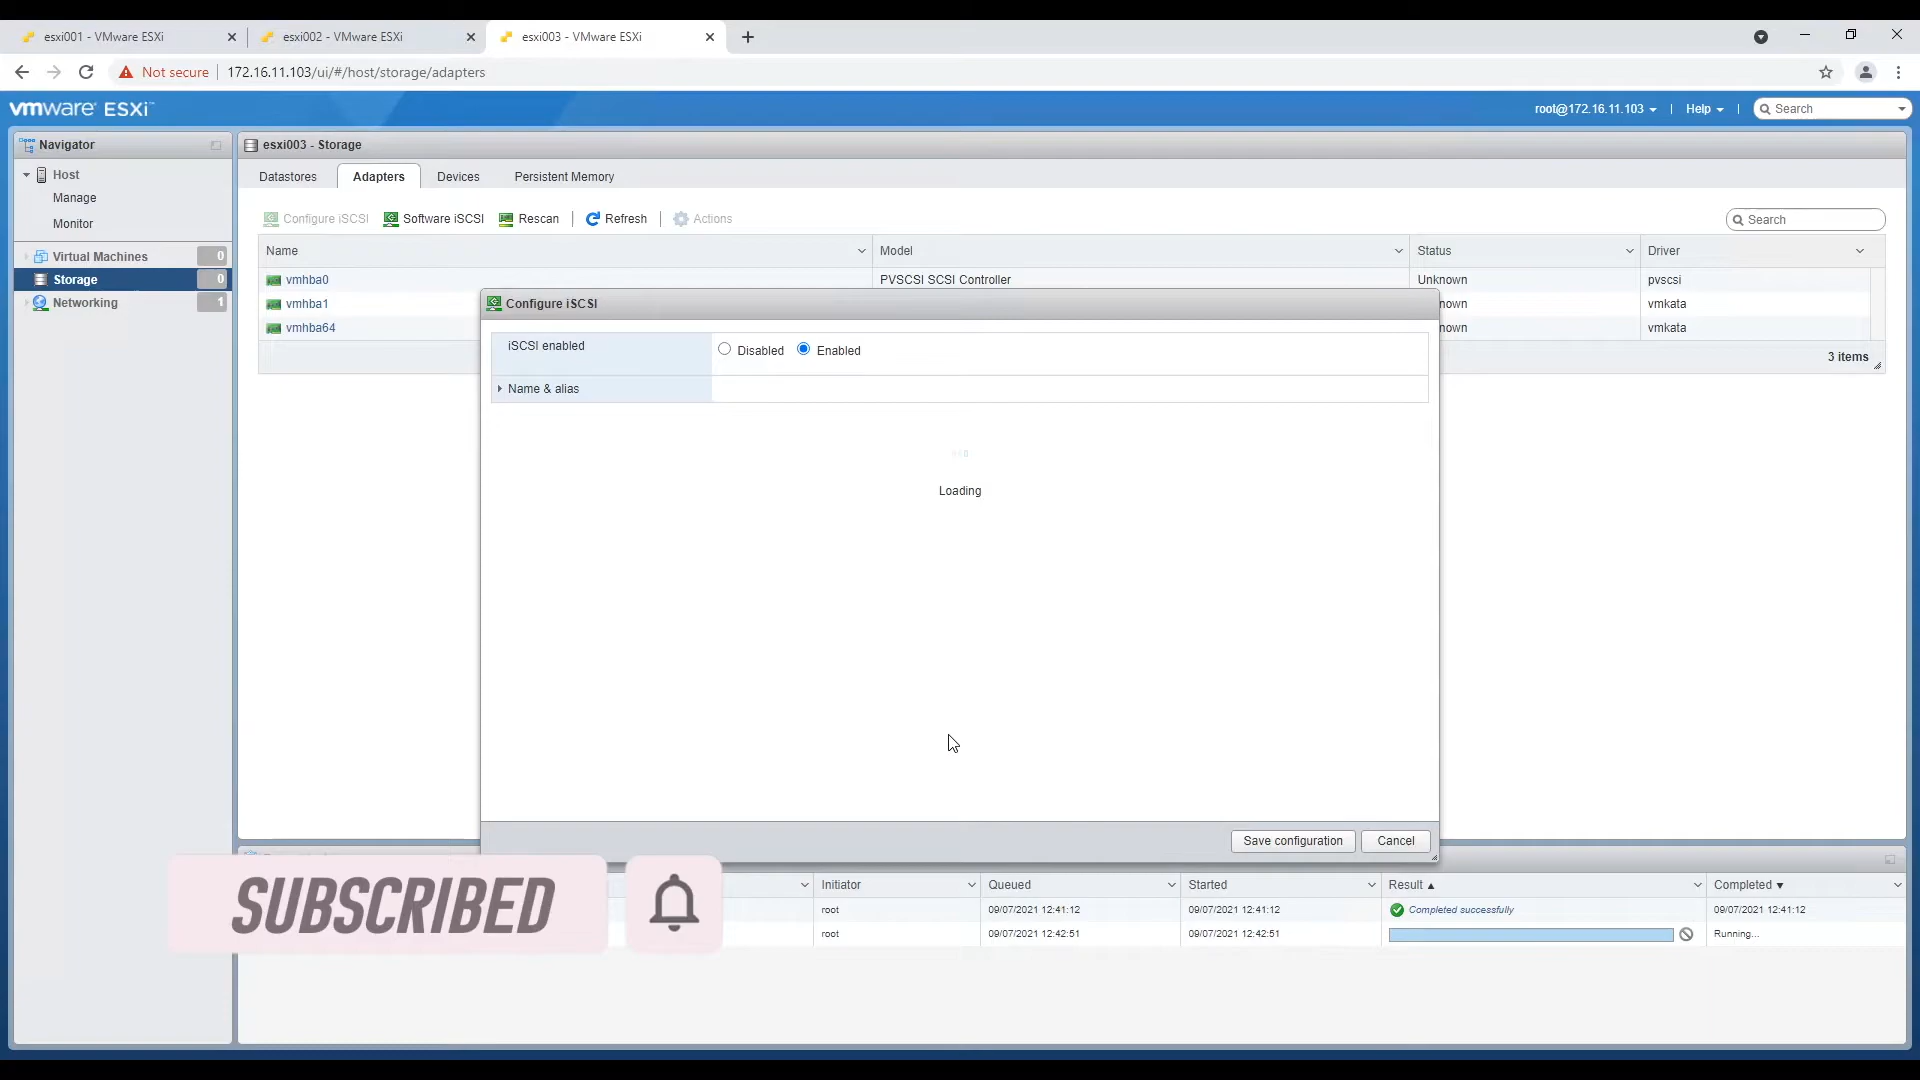 esxi001 - VMware ESXi
esxi002 - VMware ESXi
esxi003 - VMware ESXi
Not secure
172.16.11.103/ui/#/host/storage/adapters
vmware ESXi
root@172.16.11.103
Help
Search
Navigator
Host
Manage
Monitor
Virtual Machines 0
Storage 0
Networking 1
esxi003 - Storage
Datastores Adapters Devices Persistent Memory
Configure iSCSI Software iSCSI Rescan Refresh Actions
Search
Name Model Status Driver
vmhba0 PVSCSI SCSI Controller Unknown pvscsi
vmhba1 nown vmkata
vmhba64 nown vmkata
3 items
Configure iSCSI
iSCSI enabled Disabled Enabled
Name & alias
Loading
Save configuration Cancel
Initiator Queued Started Result Completed
root 09/07/2021 12:41:12 09/07/2021 12:41:12 Completed successfully 09/07/2021 12:41:12
root 09/07/2021 12:42:51 09/07/2021 12:42:51 Running...
SUBSCRIBED